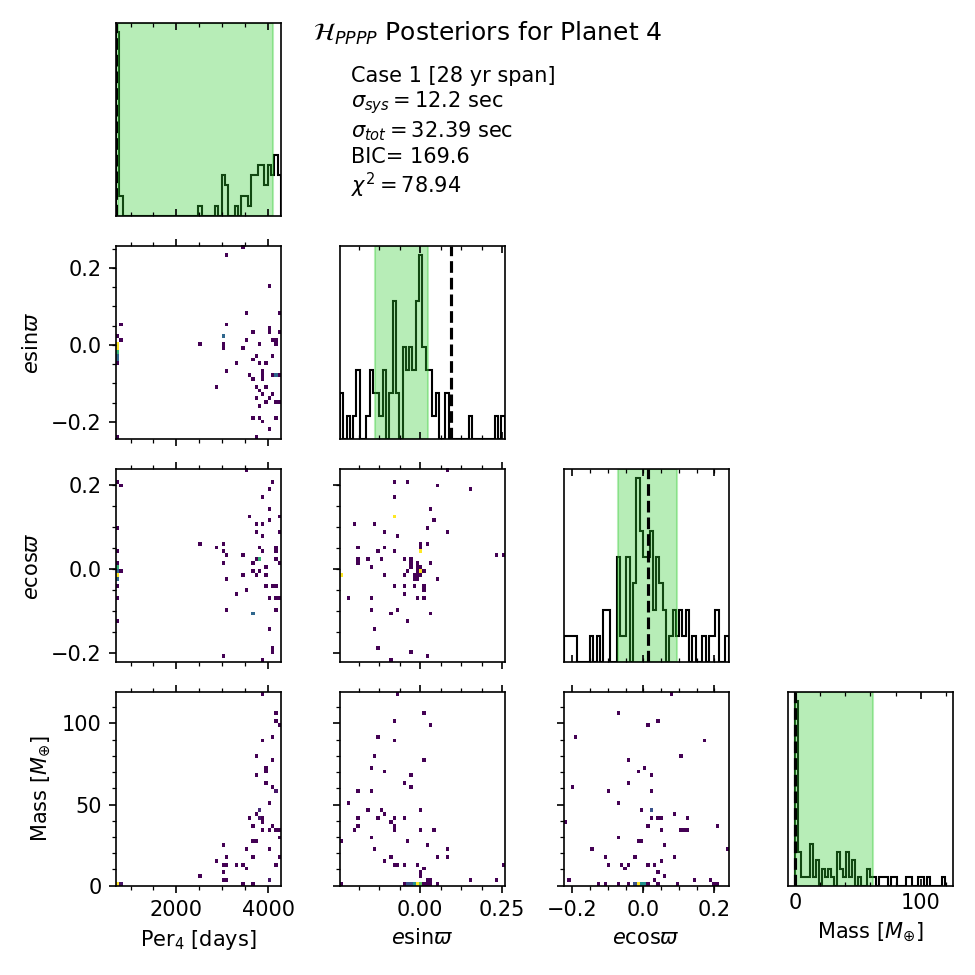 ℋ_PPPP Posteriors for Planet 4
Case 1 [28 yr span]
σ_sys = 12.2 sec
σ_tot = 32.39 sec
BIC= 169.6
χ² = 78.94
0.2
0.0
−0.2
esinϖ
0.2
0.0
−0.2
ecosϖ
100
50
0
Mass [M_⊕]
2000 4000
Per₄ [days]
0.00 0.25
esinϖ
−0.2 0.0 0.2
ecosϖ
0 100
Mass [M_⊕]